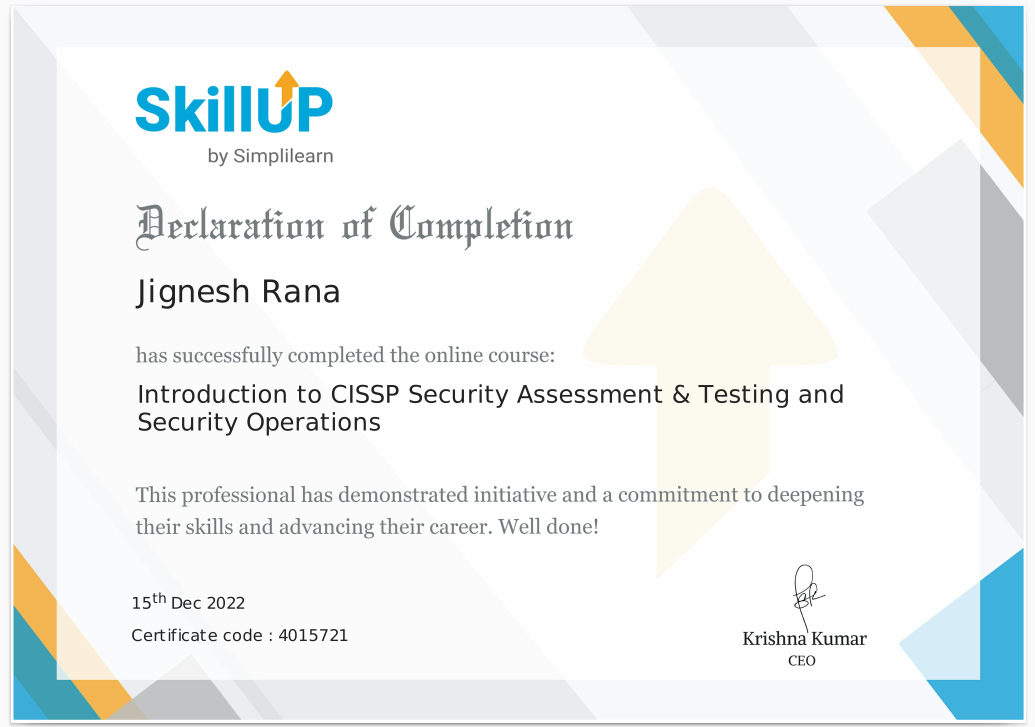 SkillUP
by Simplilearn
Declaration of Completion
Jignesh Rana
has successfully completed the online course:
Introduction to CISSP Security Assessment & Testing and
Security Operations
This professional has demonstrated initiative and a commitment to deepening
their skills and advancing their career. Well done!
15th Dec 2022
Certificate code : 4015721
Krishna Kumar
CEO